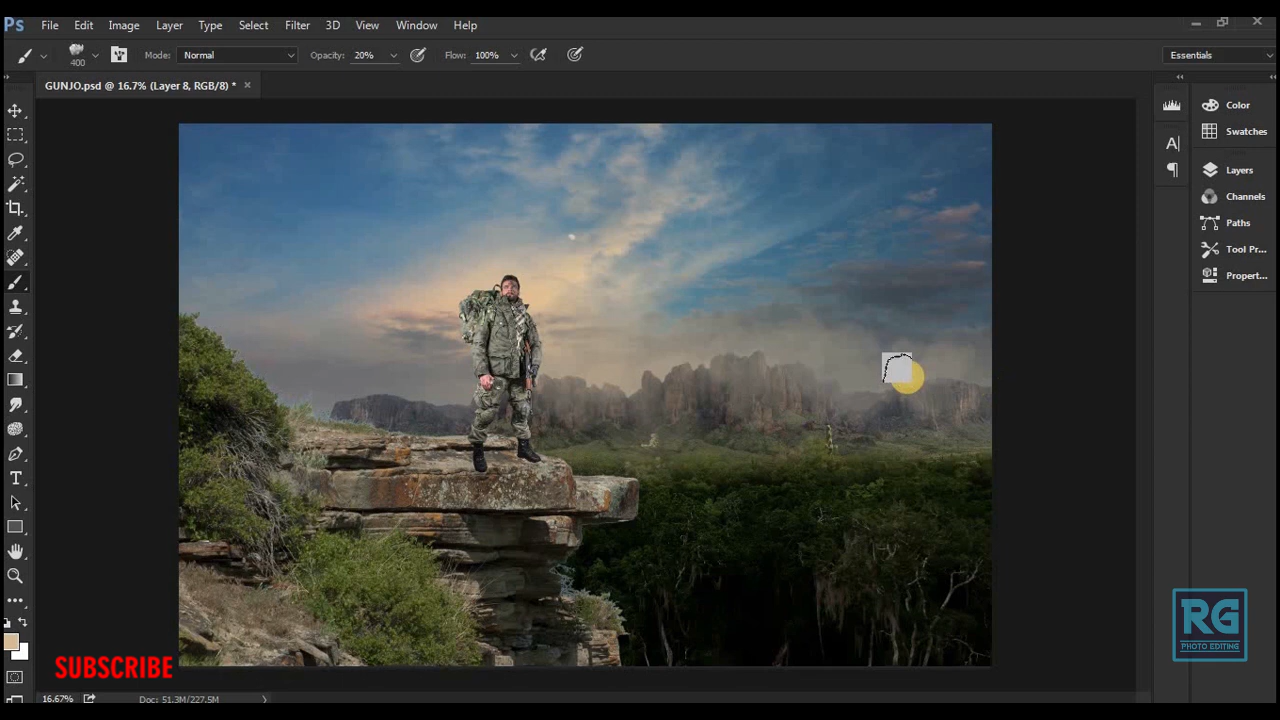 Ps File Edit Image Layer Type Select Filter 3D View Window Help
400 Mode: Normal Opacity: 20% Flow: 100% Essentials
GUNJO.psd @ 16.7% (Layer 8, RGB/8) * ×
Color
Swatches
Layers
Channels
Paths
Tool Pr...
Propert...
RG
PHOTO EDITING
SUBSCRIBE
16.67% Doc: 51.3M/227.5M